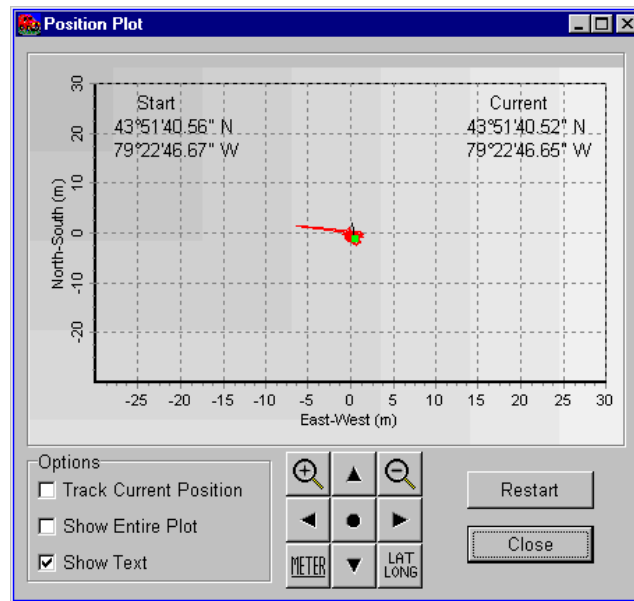 Position Plot
30
20
10
0
-10
-20
North-South (m)
Start
43°51'40.56" N
79°22'46.67" W
Current
43°51'40.52" N
79°22'46.65" W
-25 -20 -15 -10 -5 0 5 10 15 20 25 30
East-West (m)
Options
Track Current Position
Show Entire Plot
Show Text
METER
LAT
LONG
Restart
Close